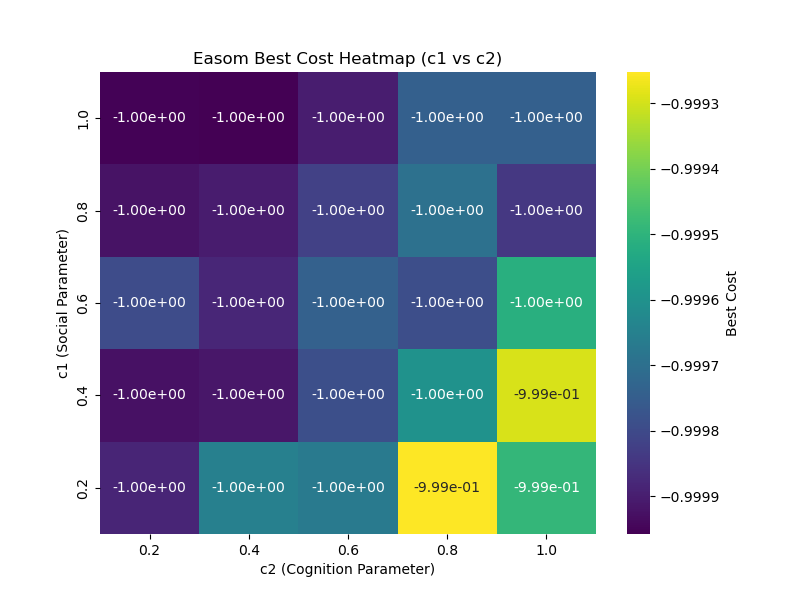 Easom Best Cost Heatmap (c1 vs c2)
c1 (Social Parameter)
1.0 -1.00e+00 -1.00e+00 -1.00e+00 -1.00e+00 -1.00e+00
0.8 -1.00e+00 -1.00e+00 -1.00e+00 -1.00e+00 -1.00e+00
0.6 -1.00e+00 -1.00e+00 -1.00e+00 -1.00e+00 -1.00e+00
0.4 -1.00e+00 -1.00e+00 -1.00e+00 -1.00e+00 -9.99e-01
0.2 -1.00e+00 -1.00e+00 -1.00e+00 -9.99e-01 -9.99e-01
0.2 0.4 0.6 0.8 1.0
c2 (Cognition Parameter)
−0.9993
−0.9994
−0.9995
−0.9996
−0.9997
−0.9998
−0.9999
Best Cost